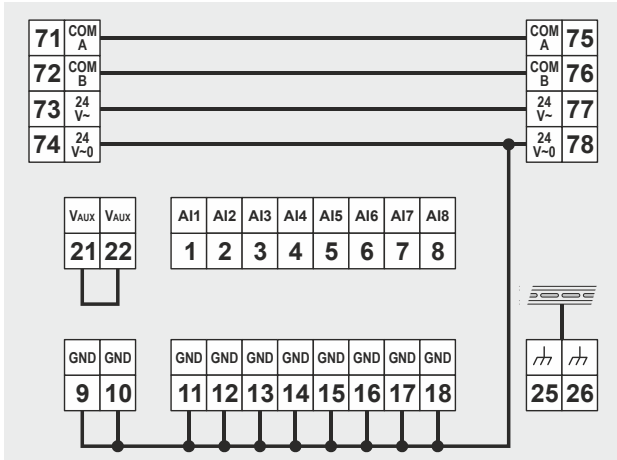 71 COM A COM A 75
72 COM B COM B 76
73 24 V~ 24 V~ 77
74 24 V~0 24 V~0 78
VAUX VAUX AI1 AI2 AI3 AI4 AI5 AI6 AI7 AI8
21 22 1 2 3 4 5 6 7 8
GND GND GND GND GND GND GND GND GND GND
9 10 11 12 13 14 15 16 17 18 25 26